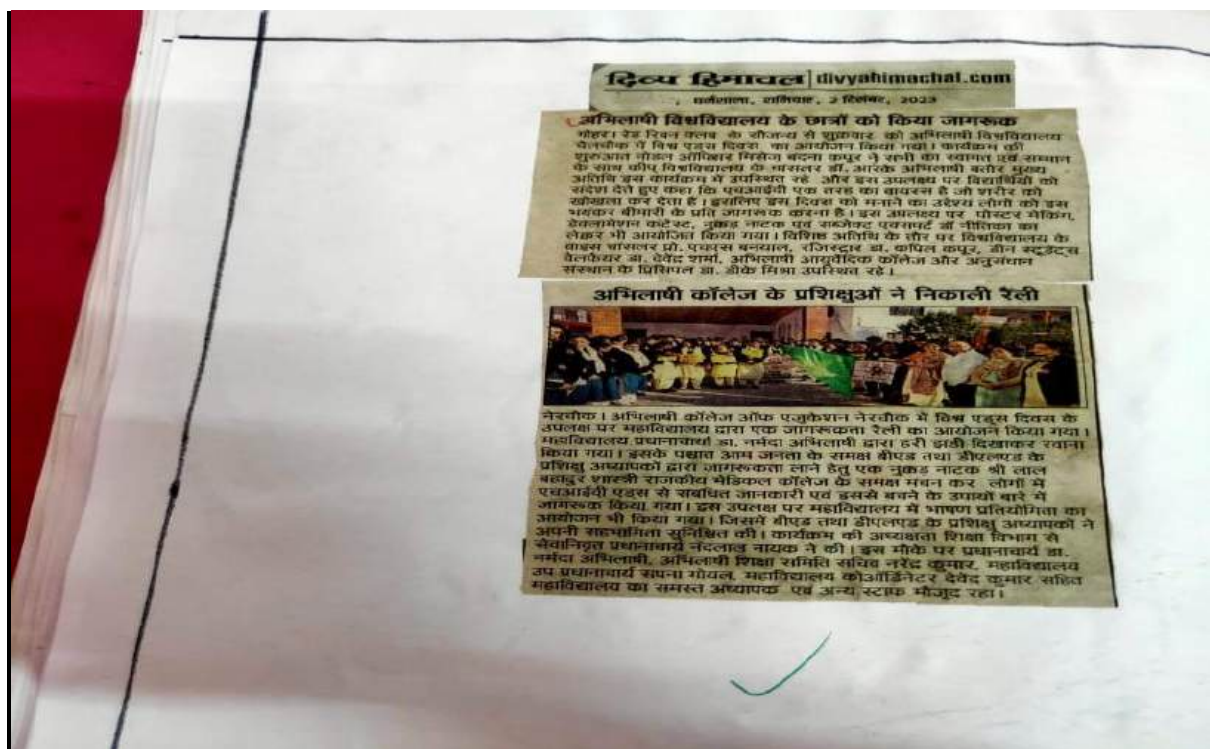 दिव्य हिमाचल divyahimachal.com
धर्मशाला, शनिवार, 2 दिसंबर, 2023
अभिलाषी विश्वविद्यालय के छात्रों को किया जागरूक
गोहर। रेड रिबन क्लब के सौजन्य से शुक्रवार को अभिलाषी विश्वविद्यालय
चैलचौक में विश्व एड्स दिवस का आयोजन किया गया। कार्यक्रम की
शुरुआत नोडल ऑफिसर मिसेज बंदना कपूर ने सभी का स्वागत एवं सम्मान
के साथ की। विश्वविद्यालय के चांसलर डॉ. आरके अभिलाषी बतौर मुख्य
अतिथि इस कार्यक्रम में उपस्थित रहे और इस उपलक्ष्य पर विद्यार्थियों को
संदेश देते हुए कहा कि एचआईवी एक तरह का वायरस है जो शरीर को
खोखला कर देता है। इसलिए इस दिवस को मनाने का उद्देश्य लोगों को इस
भयंकर बीमारी के प्रति जागरूक करना है। इस उपलक्ष्य पर पोस्टर मेकिंग,
डेक्लामेशन कंटेस्ट, नुक्कड़ नाटक एवं सब्जेक्ट एक्सपर्ट डॉ नीतिका का
लेक्चर भी आयोजित किया गया। विशिष्ट अतिथि के तौर पर विश्वविद्यालय के
वाइस चांसलर प्रो. एचएस बनयाल, रजिस्ट्रार डा. कपिल कपूर, डीन स्टूडेंट्स
वेलफेयर डा. देवेंद्र शर्मा, अभिलाषी आयुर्वेदिक कॉलेज और अनुसंधान
संस्थान के प्रिंसिपल डा. डीके मिश्रा उपस्थित रहे।
अभिलाषी कॉलेज के प्रशिक्षुओं ने निकाली रैली
नेरचौक। अभिलाषी कॉलेज ऑफ एजुकेशन नेरचौक में विश्व एड्स दिवस के
उपलक्ष पर महाविद्यालय द्वारा एक जागरूकता रैली का आयोजन किया गया।
महाविद्यालय प्रधानाचार्या डा. नर्मदा अभिलाषी द्वारा हरी झंडी दिखाकर रवाना
किया गया। इसके पश्चात आम जनता के समक्ष बीएड तथा डीएलएड के
प्रशिक्षु अध्यापकों द्वारा जागरूकता लाने हेतु एक नुक्कड़ नाटक श्री लाल
बहादुर शास्त्री राजकीय मेडिकल कॉलेज के समक्ष मंचन कर लोगों में
एचआईवी एड्स से संबंधित जानकारी एवं इससे बचने के उपायों बारे में
जागरूक किया गया। इस उपलक्ष पर महाविद्यालय में भाषण प्रतियोगिता का
आयोजन भी किया गया। जिसमें बीएड तथा डीएलएड के प्रशिक्षु अध्यापकों ने
अपनी सहभागिता सुनिश्चित की। कार्यक्रम की अध्यक्षता शिक्षा विभाग से
सेवानिवृत प्रधानाचार्य नंदलाल नायक ने की। इस मौके पर प्रधानाचार्य डा.
नर्मदा अभिलाषी, अभिलाषी शिक्षा समिति सचिव नरेंद्र कुमार, महाविद्यालय
उप प्रधानाचार्य सपना गोयल, महाविद्यालय कोऑर्डिनेटर देवेंद्र कुमार सहित
महाविद्यालय का समस्त अध्यापक एवं अन्य स्टाफ मौजूद रहा।